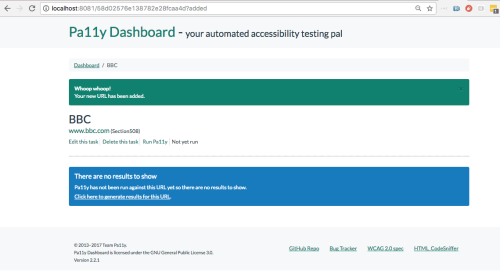 localhost:8081/58d02576e138782e28fcaa4d?added
Pa11y Dashboard - your automated accessibility testing pal
Dashboard / BBC
Whoop whoop!
Your new URL has been added.
BBC
www.bbc.com (Section508)
Edit this task Delete this task Run Pa11y Not yet run
There are no results to show
Pa11y has not been run against this URL yet so there are no results to show.
Click here to generate results for this URL.
© 2013–2017 Team Pa11y.
Pa11y Dashboard is licensed under the GNU General Public License 3.0.
Version 2.2.1
GitHub Repo Bug Tracker WCAG 2.0 spec HTML_CodeSniffer